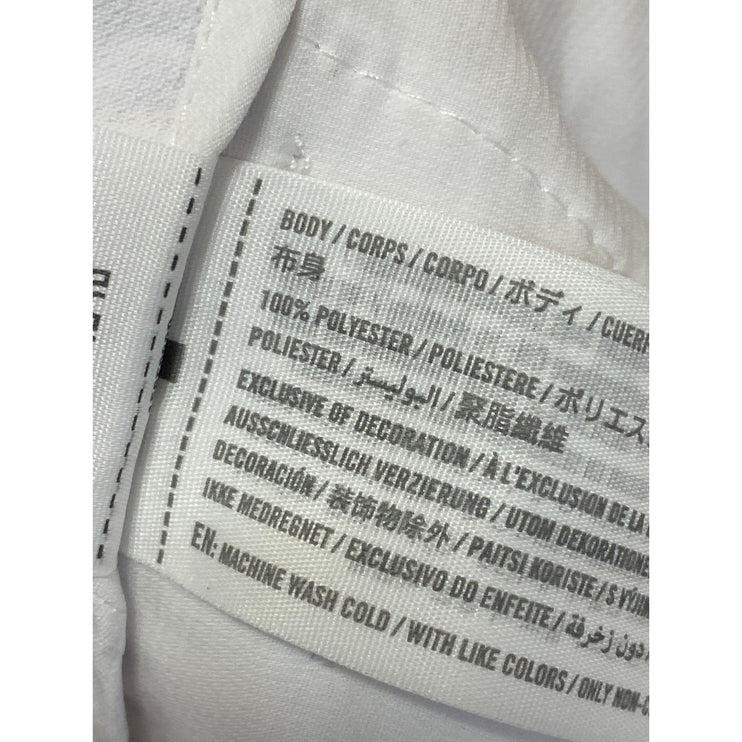 BODY / CORPS / CORPO / ボディ / CUERP
布身
100% POLYESTER / POLIESTERE / ポリエス
POLIESTER / البوليستر / 聚脂纖維
EXCLUSIVE OF DECORATION / À L'EXCLUSION DE LA
AUSSCHLIESSLICH VERZIERUNG / UTOM DEKORATIONE
DECORACIÓN / 装飾物除外 / PAITSI KORISTE / S VÝJIM
IKKE MEDREGNET / EXCLUSIVO DO ENFEITE / دون زخرفة /
EN: MACHINE WASH COLD / WITH LIKE COLORS / ONLY NON-C